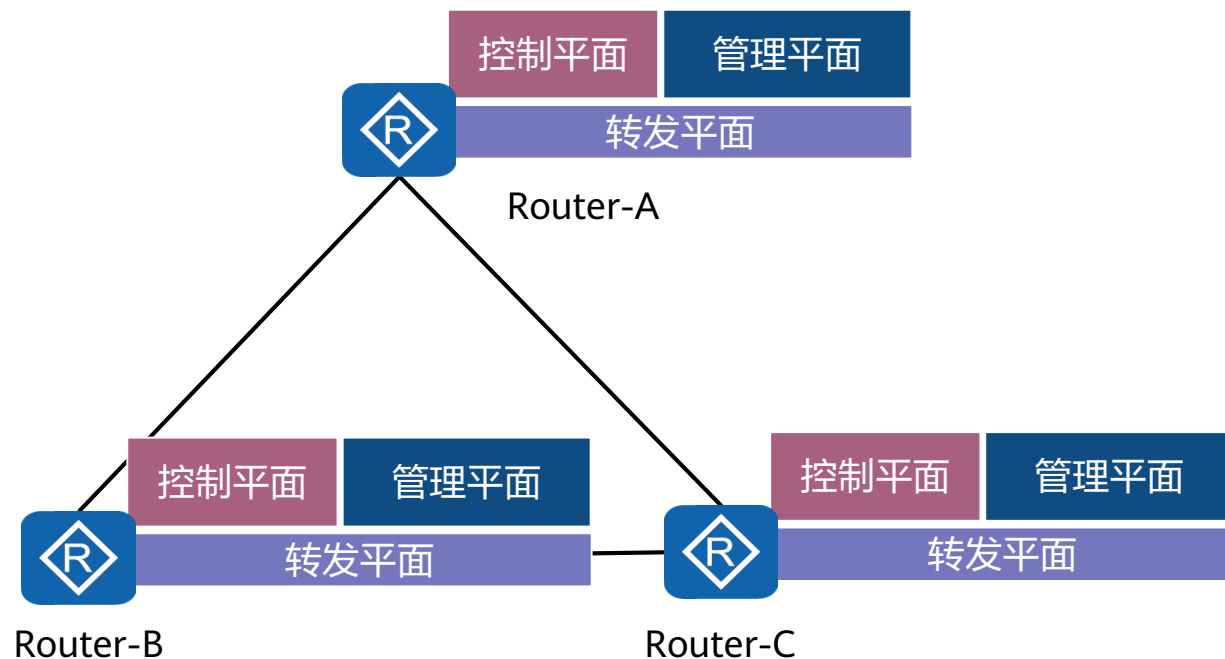 控制平面 管理平面
R 转发平面
Router-A
控制平面 管理平面
R 转发平面
Router-B
控制平面 管理平面
R 转发平面
Router-C